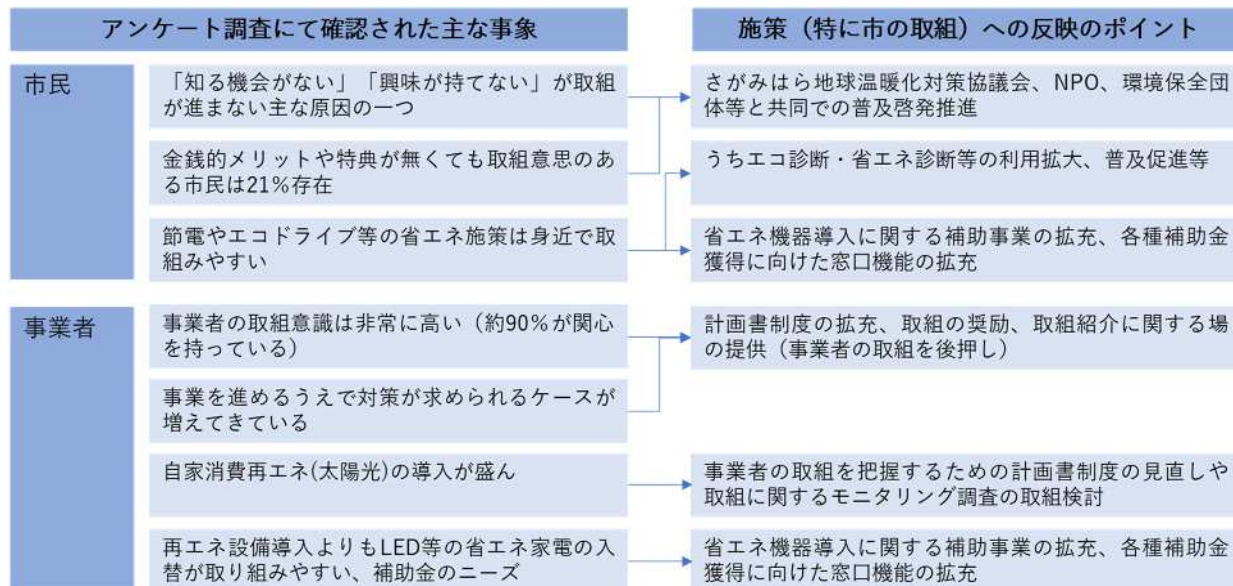 アンケート調査にて確認された主な事象
施策（特に市の取組）への反映のポイント
市民
「知る機会がない」「興味が持てない」が取組
が進まない主な原因の一つ
さがみはら地球温暖化対策協議会、NPO、環境保全団
体等と共同での普及啓発推進
金銭的メリットや特典が無くても取組意思のあ
る市民は21%存在
うちエコ診断・省エネ診断等の利用拡大、普及促進等
節電やエコドライブ等の省エネ施策は身近で取
組みやすい
省エネ機器導入に関する補助事業の拡充、各種補助金
獲得に向けた窓口機能の拡充
事業者
事業者の取組意識は非常に高い（約90%が関心
を持っている）
計画書制度の拡充、取組の奨励、取組紹介に関する場
の提供（事業者の取組を後押し）
事業を進めるうえで対策が求められるケースが
増えてきている
自家消費再エネ(太陽光)の導入が盛ん
事業者の取組を把握するための計画書制度の見直しや
取組に関するモニタリング調査の取組検討
再エネ設備導入よりもLED等の省エネ家電の入
替が取り組みやすい、補助金のニーズ
省エネ機器導入に関する補助事業の拡充、各種補助金
獲得に向けた窓口機能の拡充